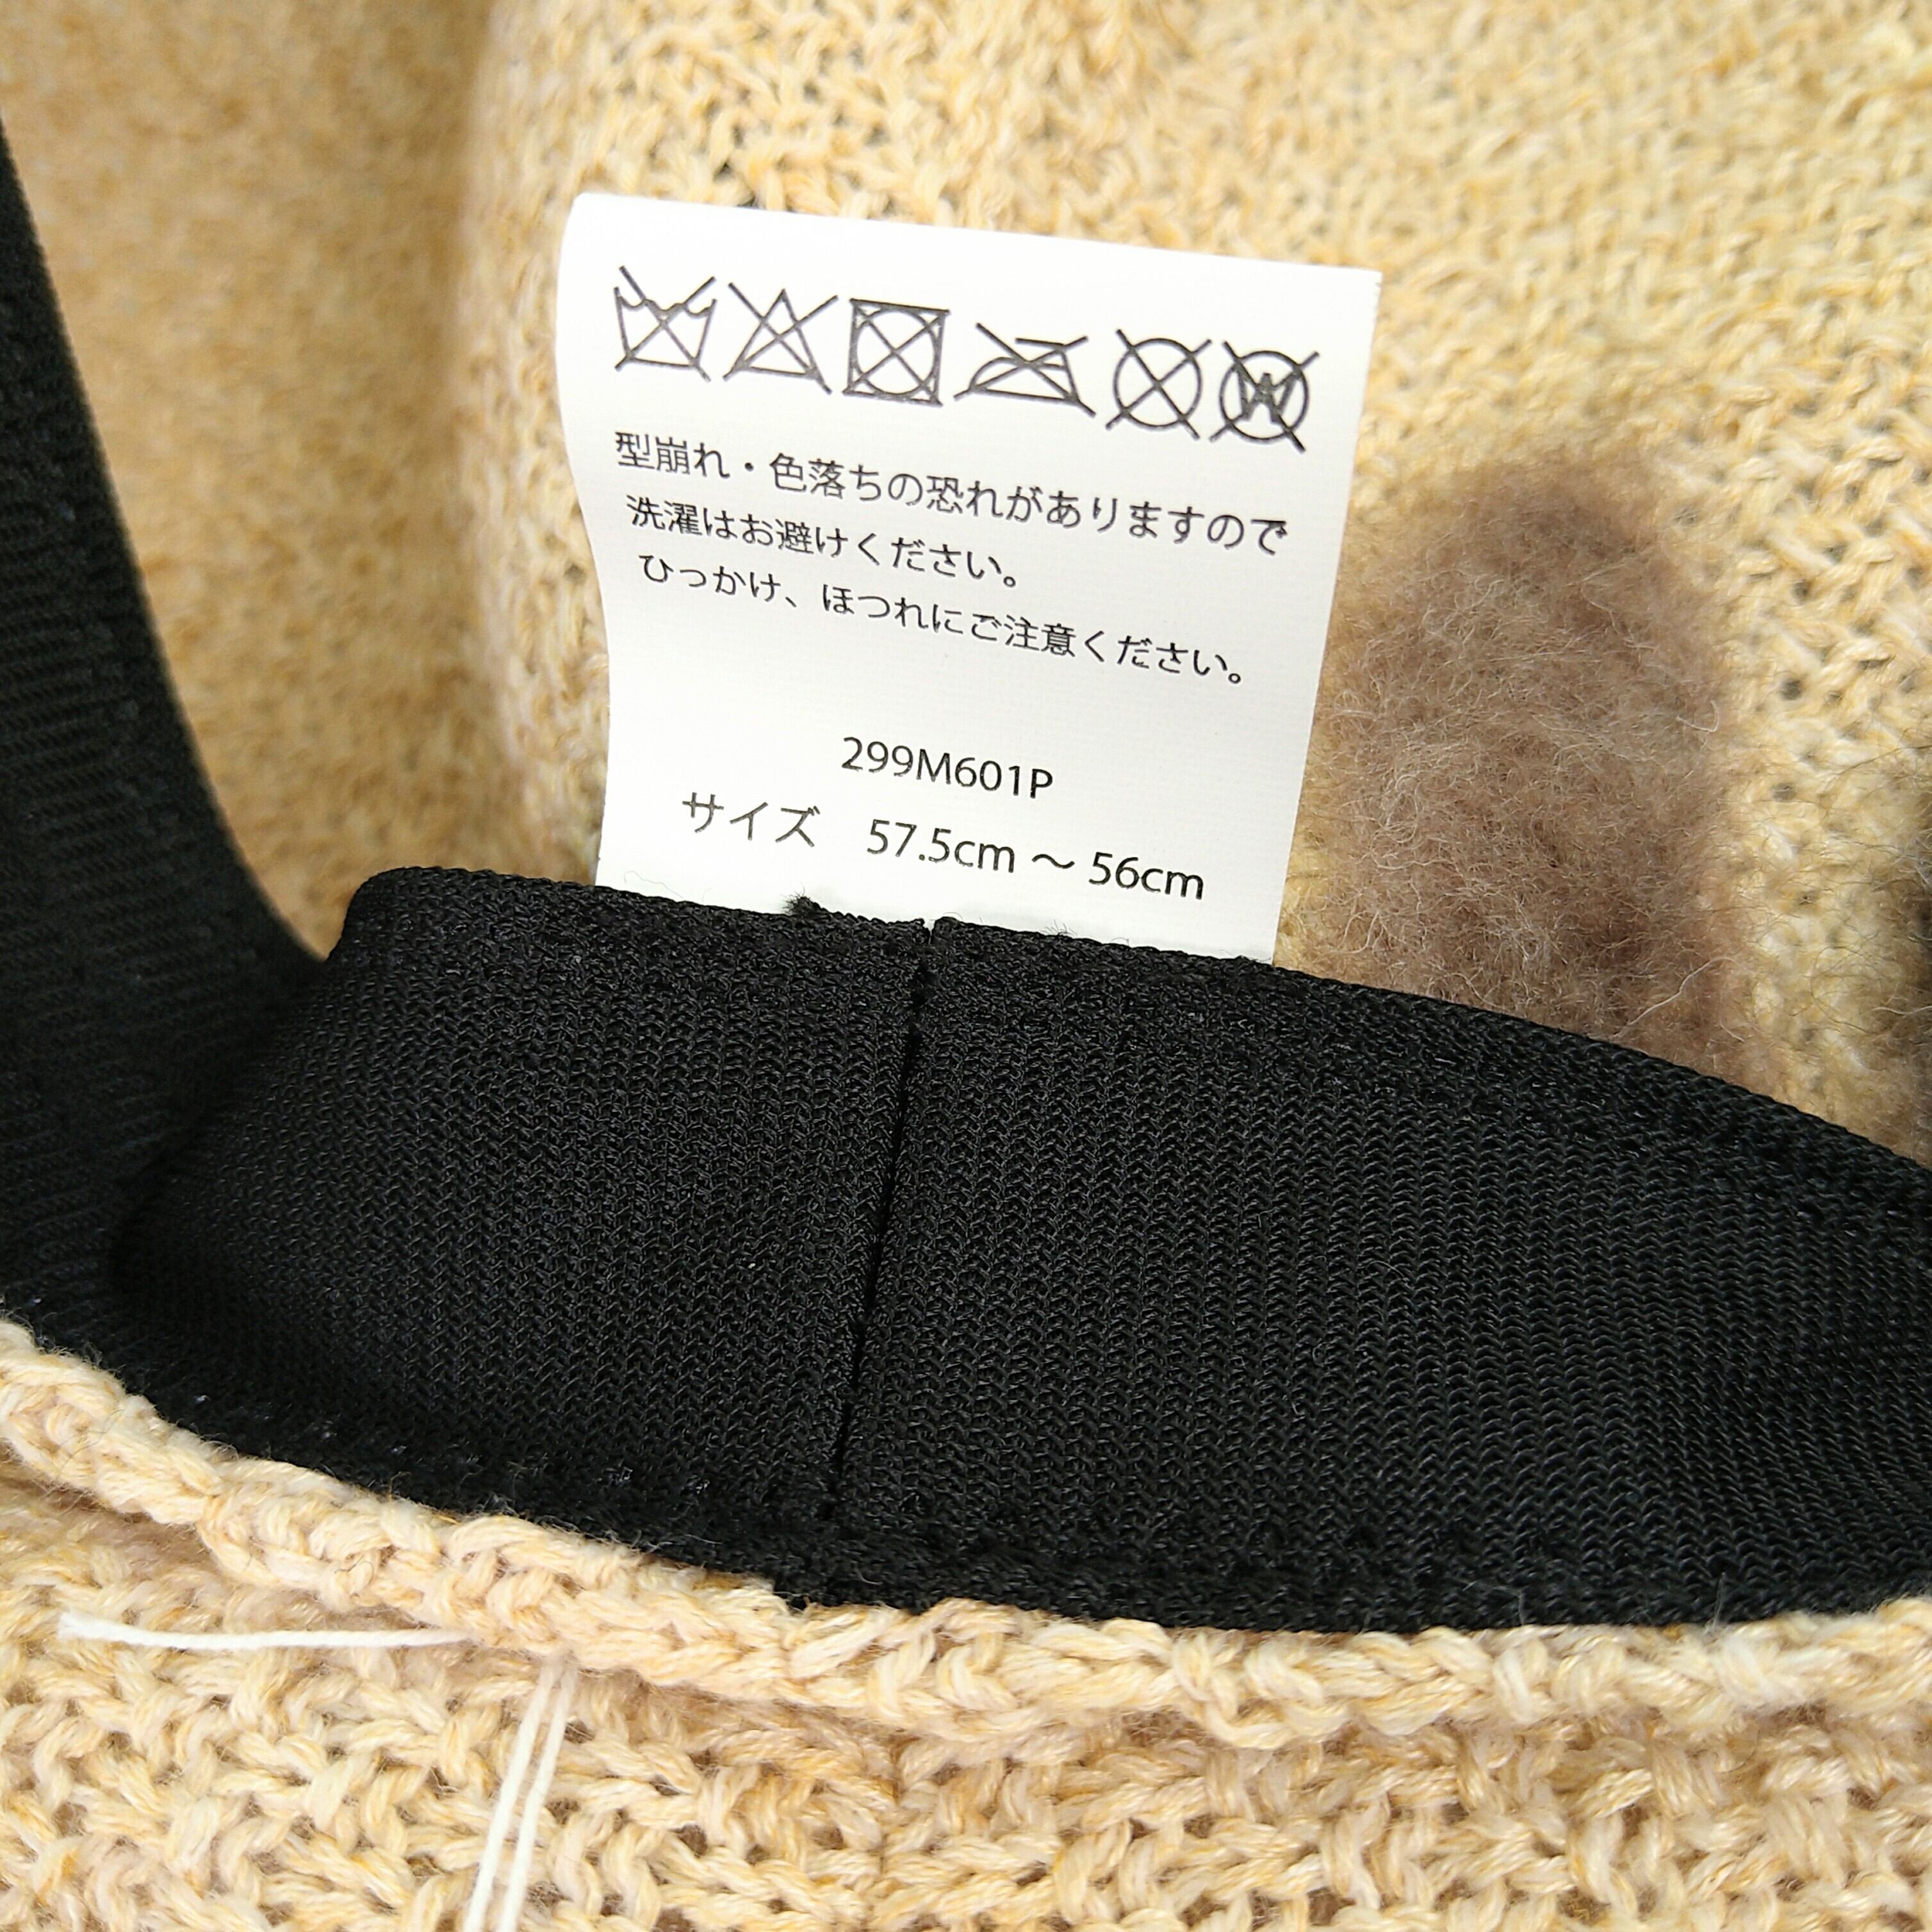 型崩れ・色落ちの恐れがありますので
洗濯はお避けください。
ひっかけ、ほつれにご注意ください。
299M601P
サイズ　57.5cm ～ 56cm